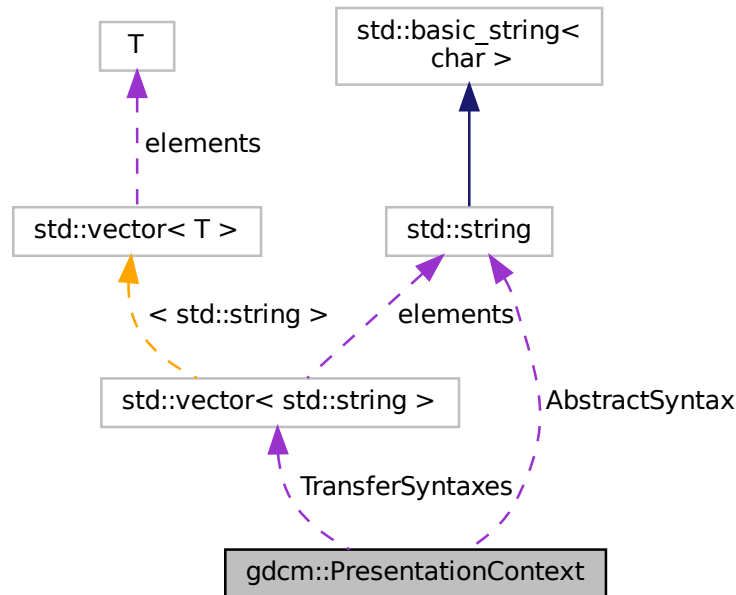 T
std::basic_string<
char >
elements
std::vector< T >
std::string
< std::string >
elements
std::vector< std::string >
AbstractSyntax
TransferSyntaxes
gdcm::PresentationContext